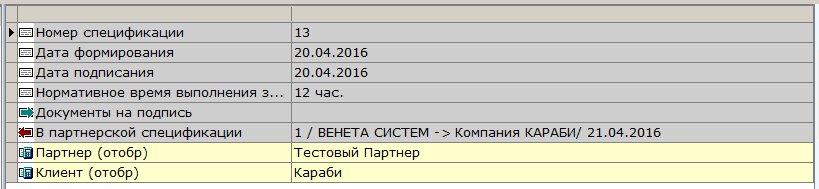 Номер спецификации 13
Дата формирования 20.04.2016
Дата подписания 20.04.2016
Нормативное время выполнения з... 12 час.
Документы на подпись
В партнерской спецификации 1 / ВЕНЕТА СИСТЕМ -> Компания КАРАБИ/ 21.04.2016
Партнер (отобр) Тестовый Партнер
Клиент (отобр) Караби